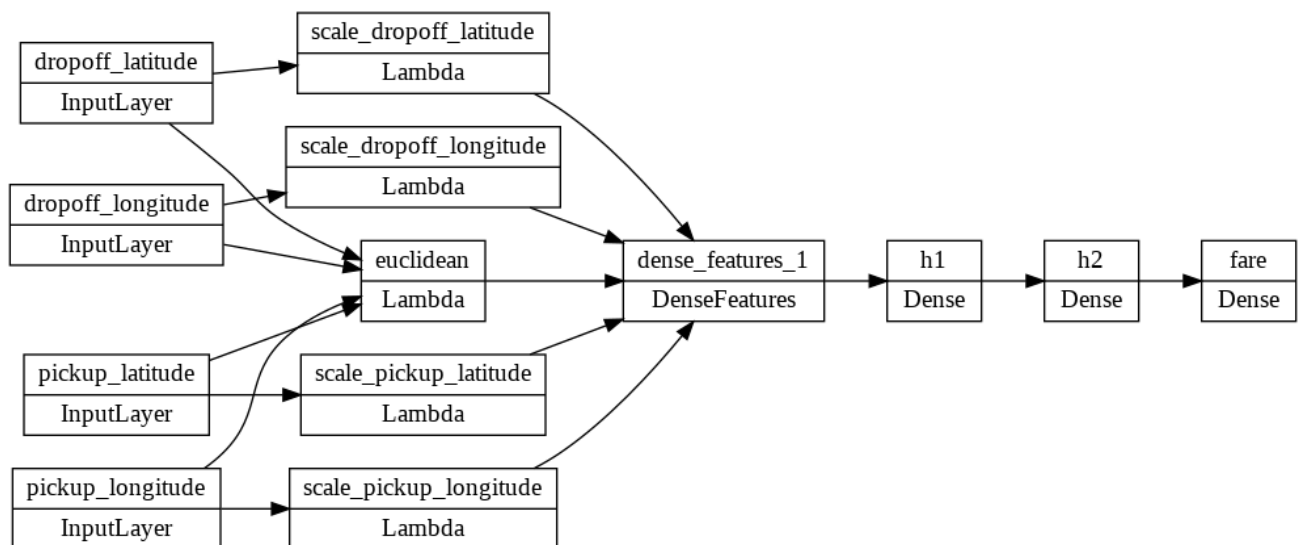 dropoff_latitude
InputLayer
scale_dropoff_latitude
Lambda
dropoff_longitude
InputLayer
scale_dropoff_longitude
Lambda
euclidean
Lambda
pickup_latitude
InputLayer
scale_pickup_latitude
Lambda
pickup_longitude
InputLayer
scale_pickup_longitude
Lambda
dense_features_1
DenseFeatures
h1
Dense
h2
Dense
fare
Dense